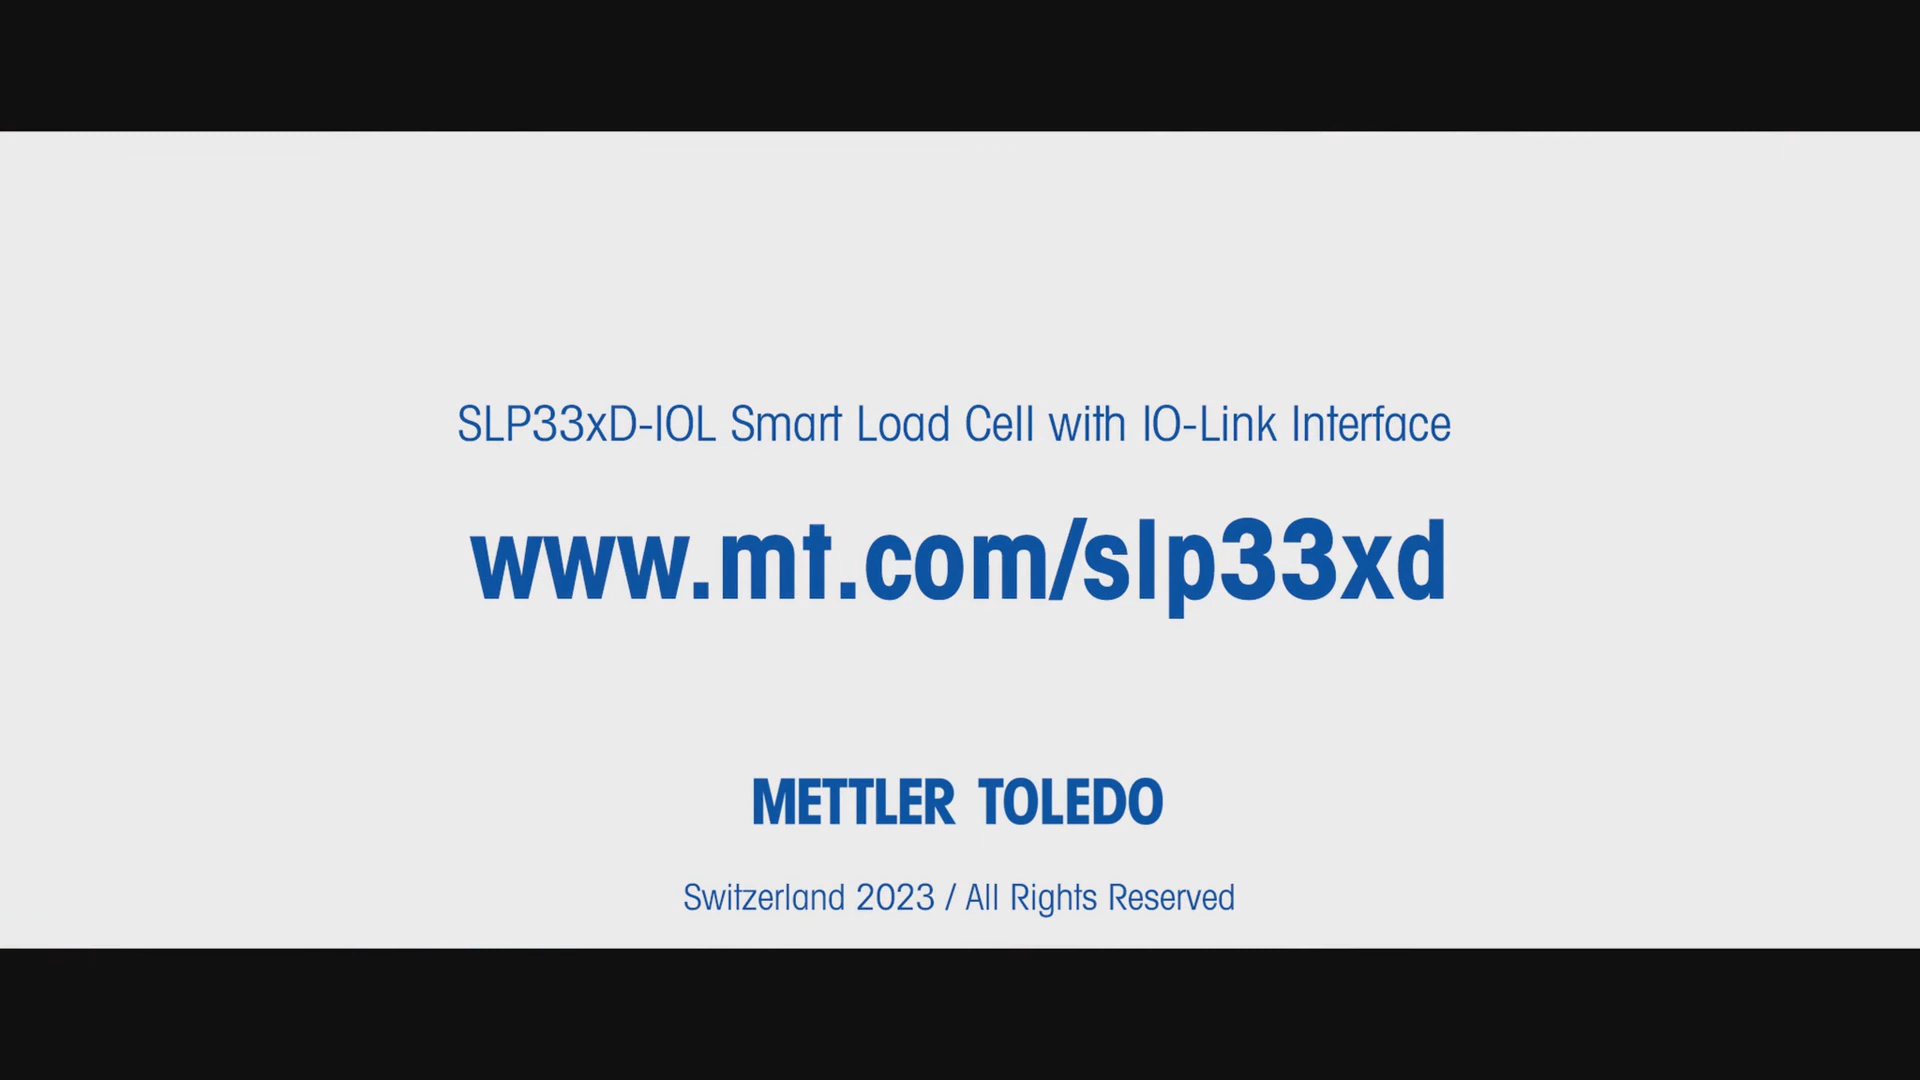 SLP33xD-IOL Smart Load Cell with IO-Link Interface
www.mt.com/slp33xd
METTLER TOLEDO
Switzerland 2023 / All Rights Reserved